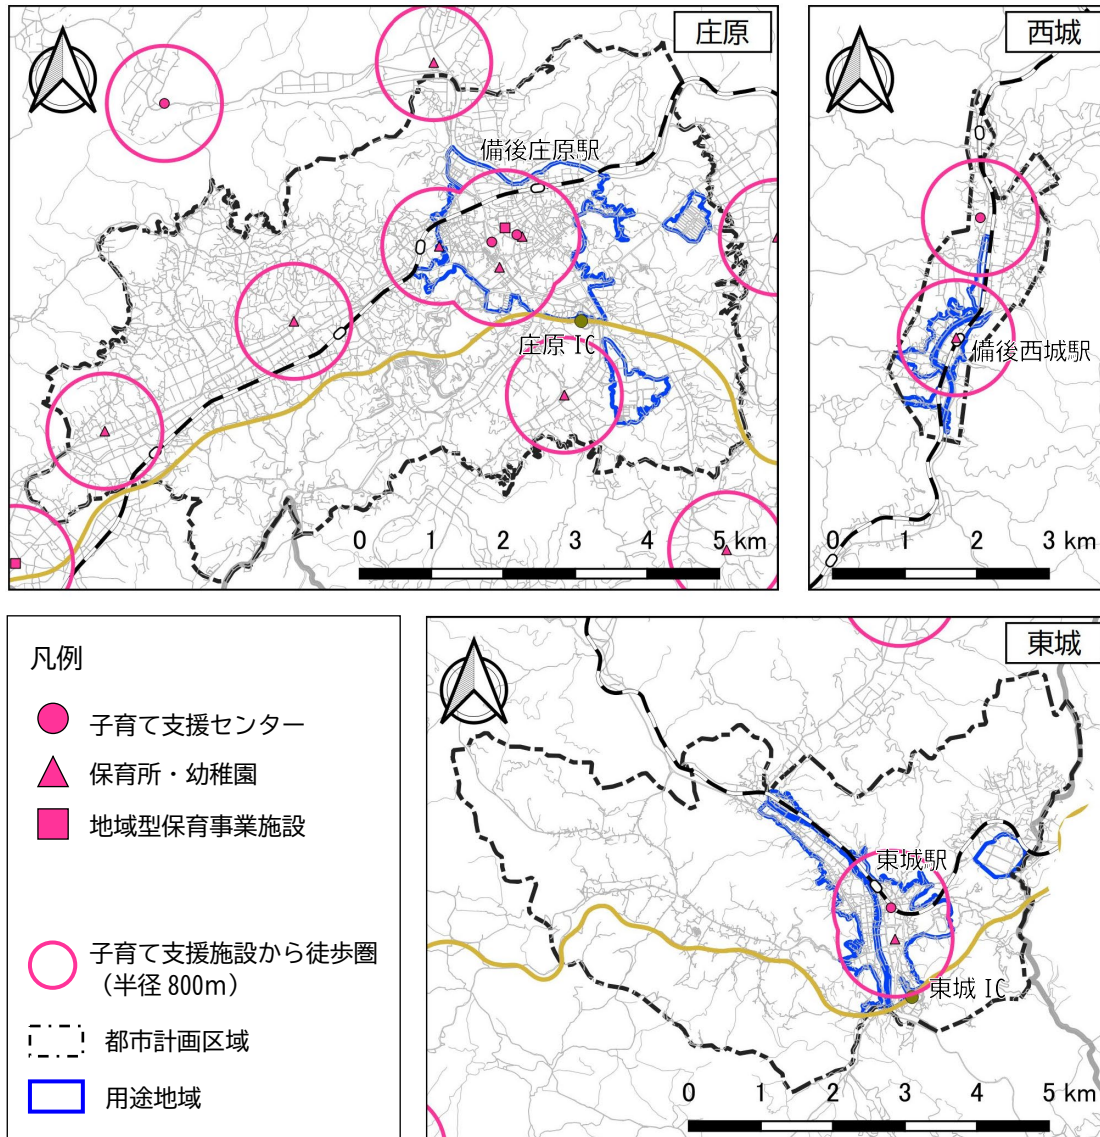 庄原
備後庄原駅
庄原 IC
0 1 2 3 4 5 km
西城
備後西城駅
0 1 2 3 km
凡例
子育て支援センター
保育所・幼稚園
地域型保育事業施設
子育て支援施設から徒歩圏
（半径 800m）
都市計画区域
用途地域
東城
東城駅
東城 IC
0 1 2 3 4 5 km